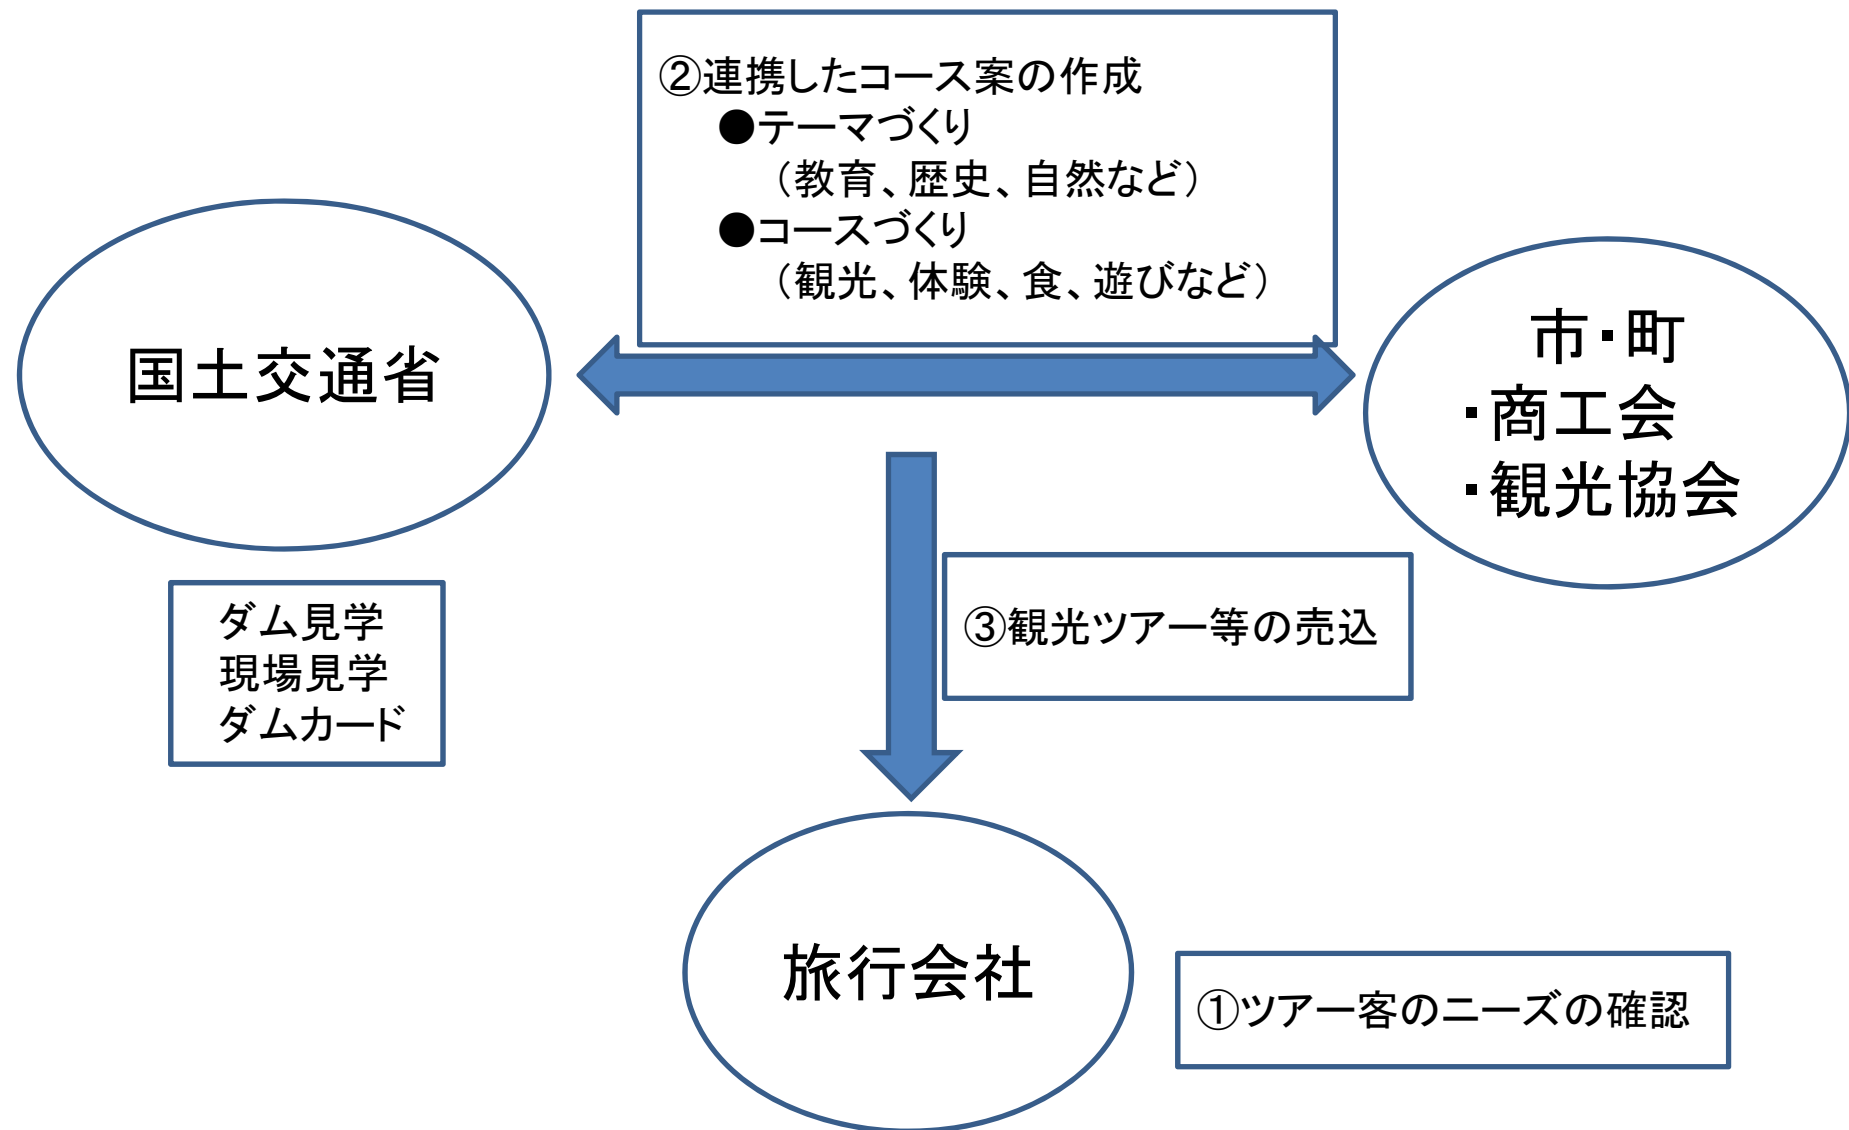 ②連携したコース案の作成
●テーマづくり
（教育、歴史、自然など）
●コースづくり
（観光、体験、食、遊びなど）
国土交通省
市・町
・商工会
・観光協会
ダム見学
現場見学
ダムカード
③観光ツアー等の売込
旅行会社
①ツアー客のニーズの確認